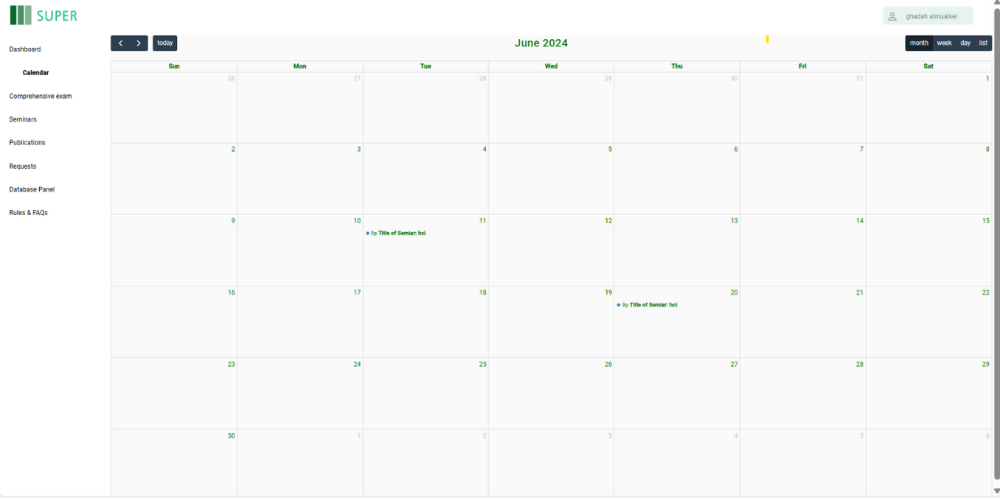 SUPER
ghadah almuaikel
Dashboard
Calendar
Comprehensive exam
Seminars
Publications
Requests
Database Panel
Rules & FAQs
< > today
June 2024
month week day list
Sun Mon Tue Wed Thu Fri Sat
26 27 28 29 30 31 1
2 3 4 5 6 7 8
9 10 11 12 13 14 15
9p Title of Semiar: hci
16 17 18 19 20 21 22
9p Title of Semiar: hci
23 24 25 26 27 28 29
30 1 2 3 4 5 6